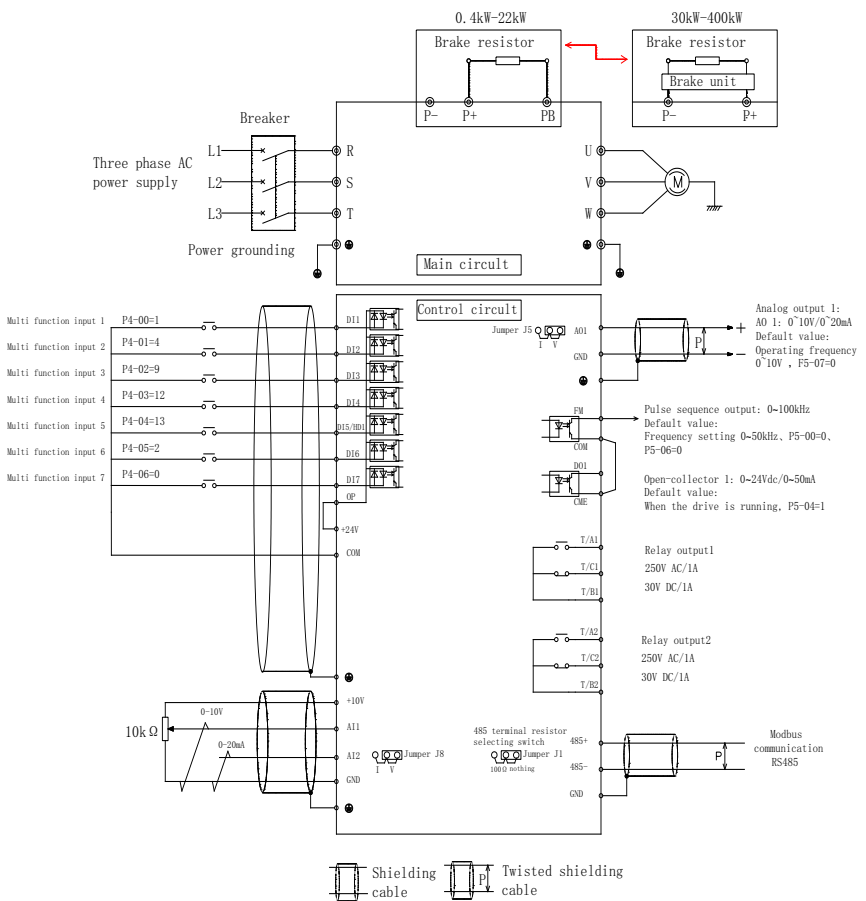 0.4kW-22kW
30kW-400kW
Brake resistor
Brake resistor
Brake unit
P-
P+
PB
P-
P+
Breaker
Three phase AC
power supply
L1
L2
L3
R
S
T
U
V
W
M
Power grounding
Main circult
Control circult
Multi function input 1
P4-00=1
DI1
Multi function input 2
P4-01=4
DI2
Multi function input 3
P4-02=9
DI3
Multi function input 4
P4-03=12
DI4
Multi function input 5
P4-04=13
DI5/HDI
Multi function input 6
P4-05=2
DI6
Multi function input 7
P4-06=0
DI7
OP
+24V
COM
Jumper J5
I V
AO1
GND
P
+
-
Analog output 1:
AO 1: 0~10V/0~20mA
Default value:
Operating frequency
0~10V , F5-07=0
FM
COM
Pulse sequence output: 0~100kHz
Default value:
Frequency setting 0~50kHz、P5-00=0、
P5-06=0
DO1
CME
Open-collector 1: 0~24Vdc/0~50mA
Default value:
When the drive is running, P5-04=1
T/A1
T/C1
T/B1
Relay output1
250V AC/1A
30V DC/1A
T/A2
T/C2
T/B2
Relay output2
250V AC/1A
30V DC/1A
+10V
0-10V
10kΩ
AI1
0-20mA
AI2
GND
Jumper J8
I V
485 terminal resistor
selecting switch
Jumper J1
100Ω nothing
485+
485-
GND
P
Modbus
communication
RS485
Shielding
cable
P
Twisted shielding
cable